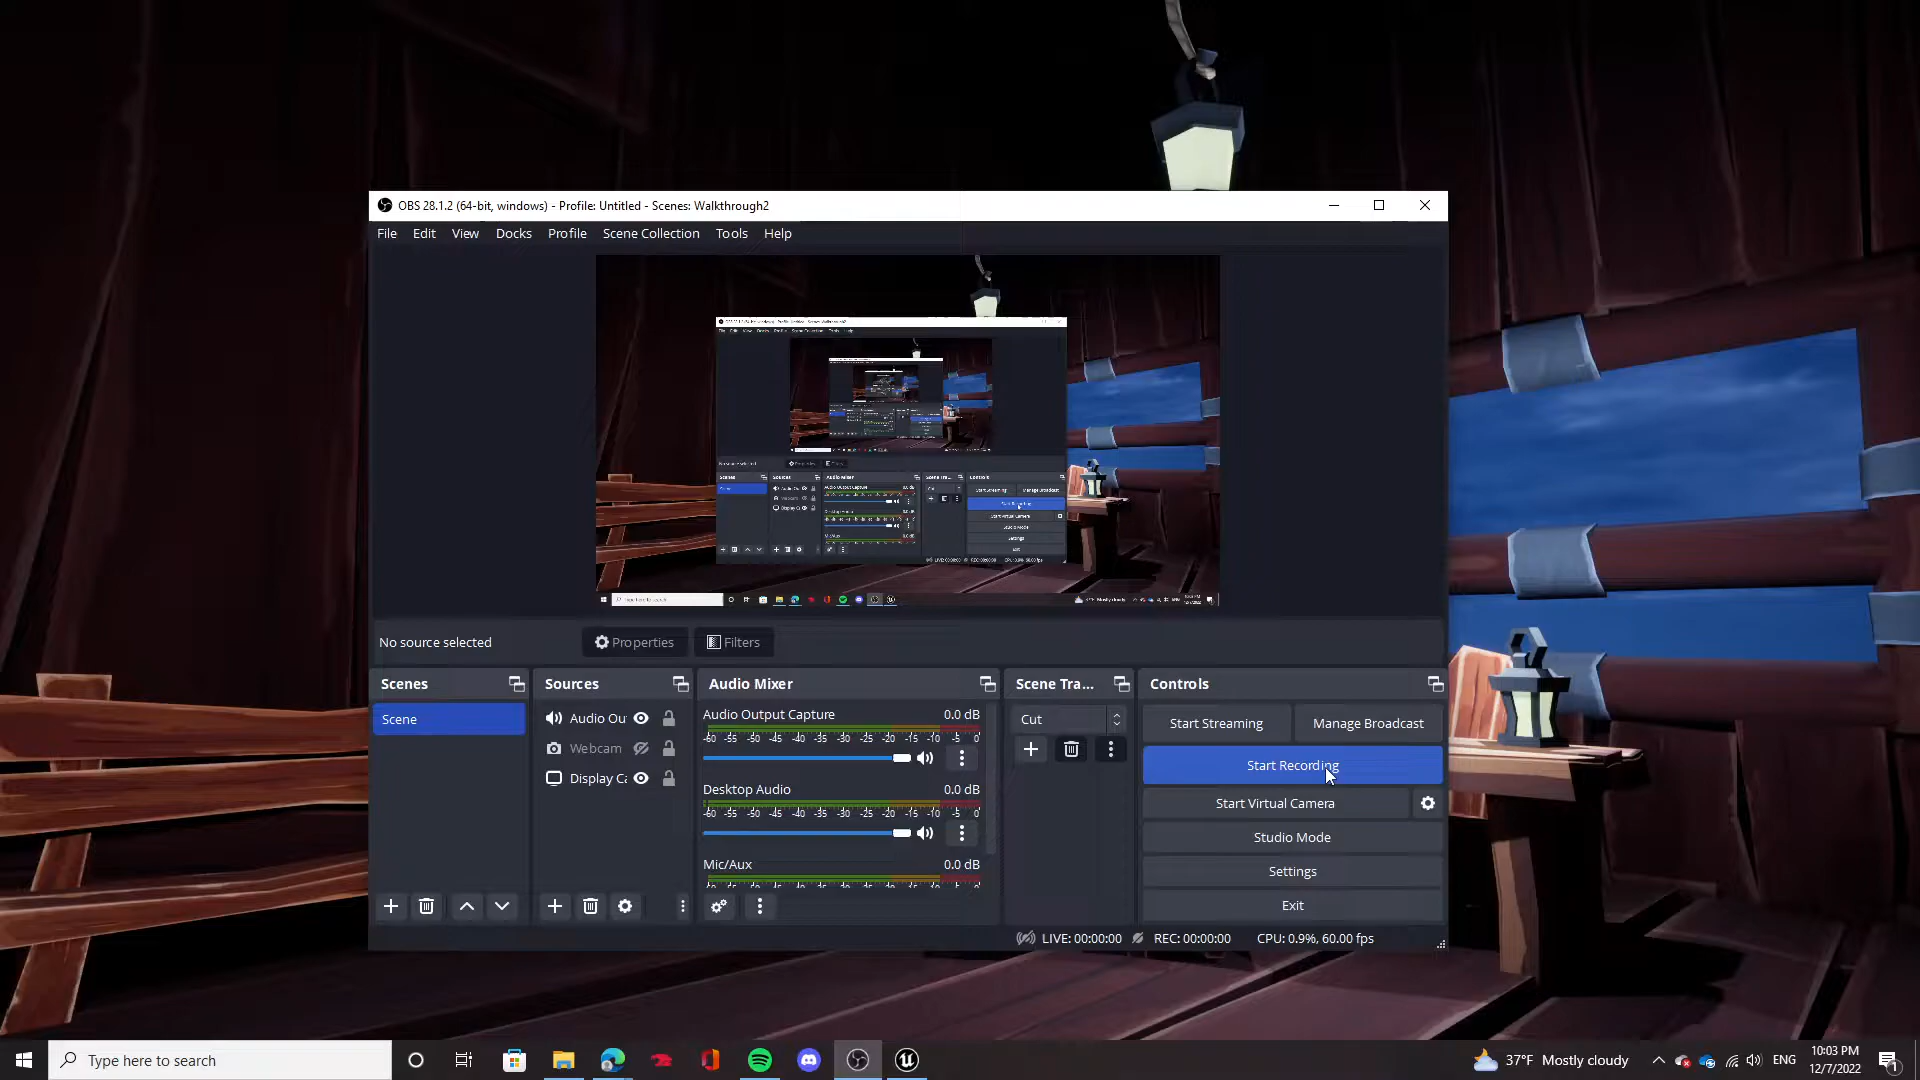 OBS 28.1.2 (64-bit, windows) - Profile: Untitled - Scenes: Walkthrough2
File Edit View Docks Profile Scene Collection Tools Help
No source selected Properties Filters
Scenes Sources Audio Mixer Scene Tra... Controls
Scene
Audio Ou
Webcam
Display Ca
Audio Output Capture 0.0 dB
-60 -55 -50 -45 -40 -35 -30 -25 -20 -15 -10 -5 0
Desktop Audio 0.0 dB
-60 -55 -50 -45 -40 -35 -30 -25 -20 -15 -10 -5 0
Mic/Aux 0.0 dB
Cut
Start Streaming Manage Broadcast
Start Recording
Start Virtual Camera
Studio Mode
Settings
Exit
LIVE: 00:00:00 REC: 00:00:00 CPU: 0.9%, 60.00 fps
Type here to search
37°F Mostly cloudy
ENG
10:03 PM
12/7/2022
1